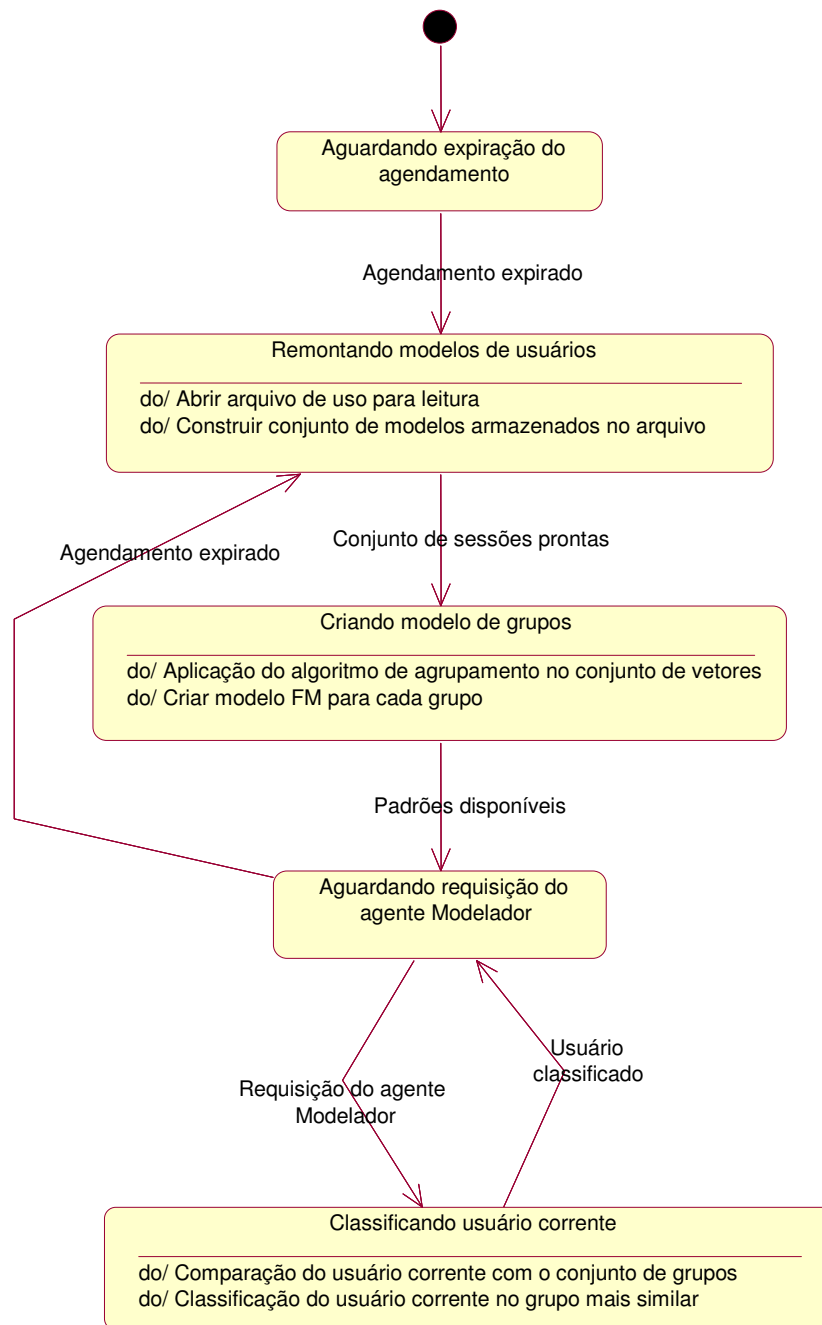 Aguardando expiração do
agendamento
Agendamento expirado
Remontando modelos de usuários
do/ Abrir arquivo de uso para leitura
do/ Construir conjunto de modelos armazenados no arquivo
Agendamento expirado
Conjunto de sessões prontas
Criando modelo de grupos
do/ Aplicação do algoritmo de agrupamento no conjunto de vetores
do/ Criar modelo FM para cada grupo
Padrões disponíveis
Aguardando requisição do
agente Modelador
Usuário
classificado
Requisição do agente
Modelador
Classificando usuário corrente
do/ Comparação do usuário corrente com o conjunto de grupos
do/ Classificação do usuário corrente no grupo mais similar